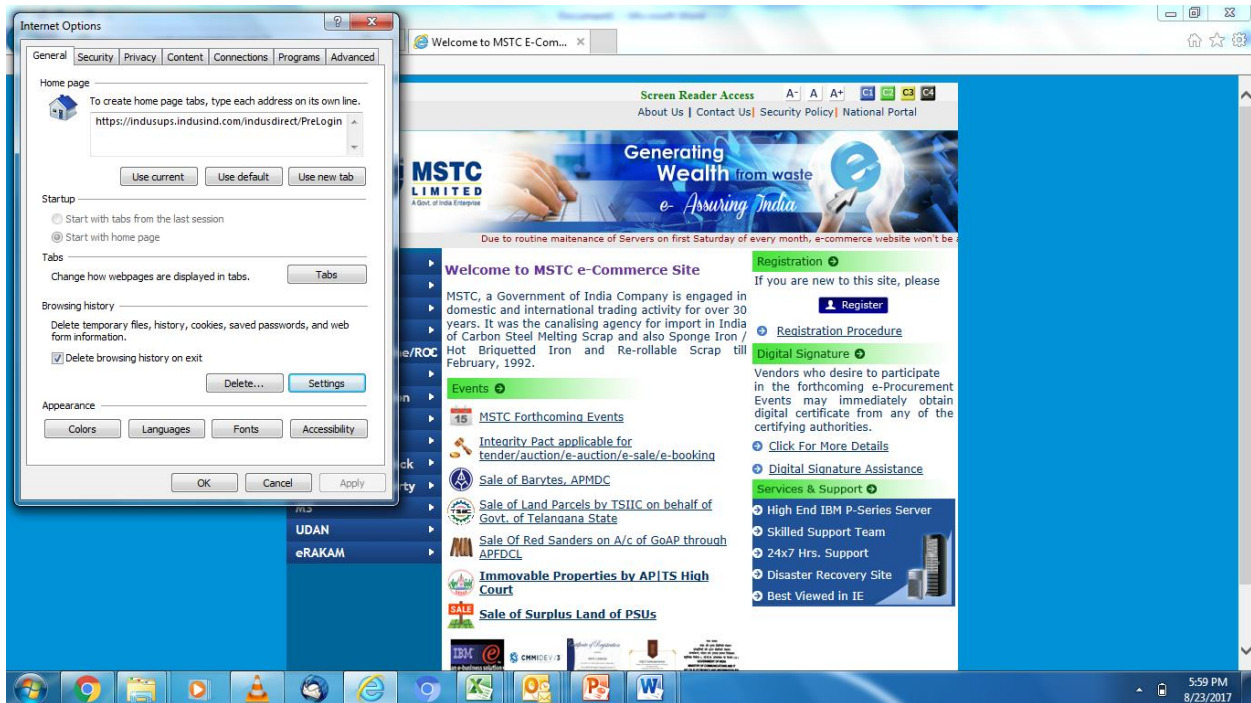 Internet Options
General Security Privacy Content Connections Programs Advanced
Home page
To create home page tabs, type each address on its own line.
https://indusups.indusind.com/indusdirect/PreLogin
Use current Use default Use new tab
Startup
Start with tabs from the last session
Start with home page
Tabs
Change how webpages are displayed in tabs.
Tabs
Browsing history
Delete temporary files, history, cookies, saved passwords, and web
form information.
Delete browsing history on exit
Delete... Settings
Appearance
Colors Languages Fonts Accessibility
OK Cancel Apply
Welcome to MSTC E-Com...
Screen Reader Access A- A A+ C1 C2 C3 C4
About Us | Contact Us| Security Policy| National Portal
MSTC
LIMITED
A Govt. of India Enterprise
Generating
Wealth from waste
e- Assuring India
Due to routine maitenance of Servers on first Saturday of every month, e-commerce website won't be
e/ROC
on
ck
rty
UDAN
eRAKAM
Welcome to MSTC e-Commerce Site
MSTC, a Government of India Company is engaged in
domestic and international trading activity for over 30
years. It was the canalising agency for import in India
of Carbon Steel Melting Scrap and also Sponge Iron /
Hot Briquetted Iron and Re-rollable Scrap till
February, 1992.
Events
15
MSTC Forthcoming Events
Integrity Pact applicable for
tender/auction/e-auction/e-sale/e-booking
Sale of Barytes, APMDC
Sale of Land Parcels by TSIIC on behalf of
Govt. of Telangana State
Sale Of Red Sanders on A/c of GoAP through
APFDCL
Immovable Properties by AP|TS High
Court
SALE
Sale of Surplus Land of PSUs
IBM
CMMIDEV/3
Registration
If you are new to this site, please
Register
Registration Procedure
Digital Signature
Vendors who desire to participate
in the forthcoming e-Procurement
Events may immediately obtain
digital certificate from any of the
certifying authorities.
Click For More Details
Digital Signature Assistance
Services & Support
High End IBM P-Series Server
Skilled Support Team
24x7 Hrs. Support
Disaster Recovery Site
Best Viewed in IE
5:59 PM
8/23/2017